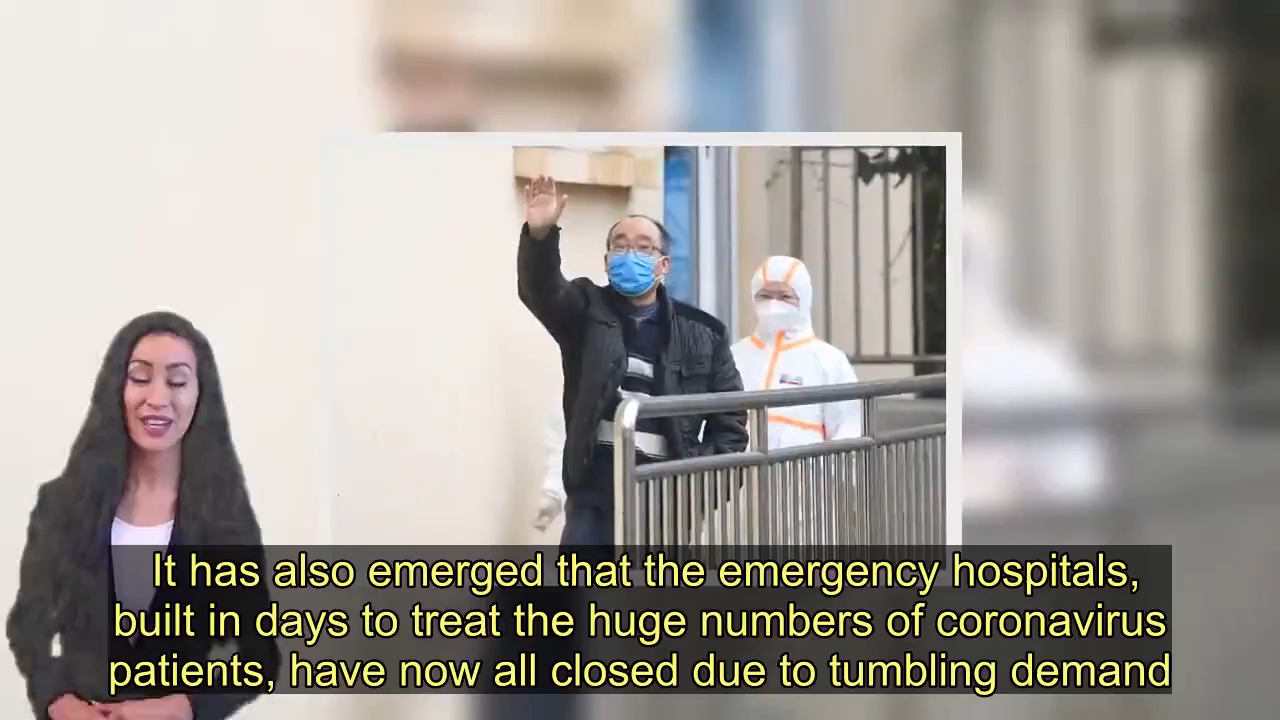 It has also emerged that the emergency hospitals,
built in days to treat the huge numbers of coronavirus
patients, have now all closed due to tumbling demand